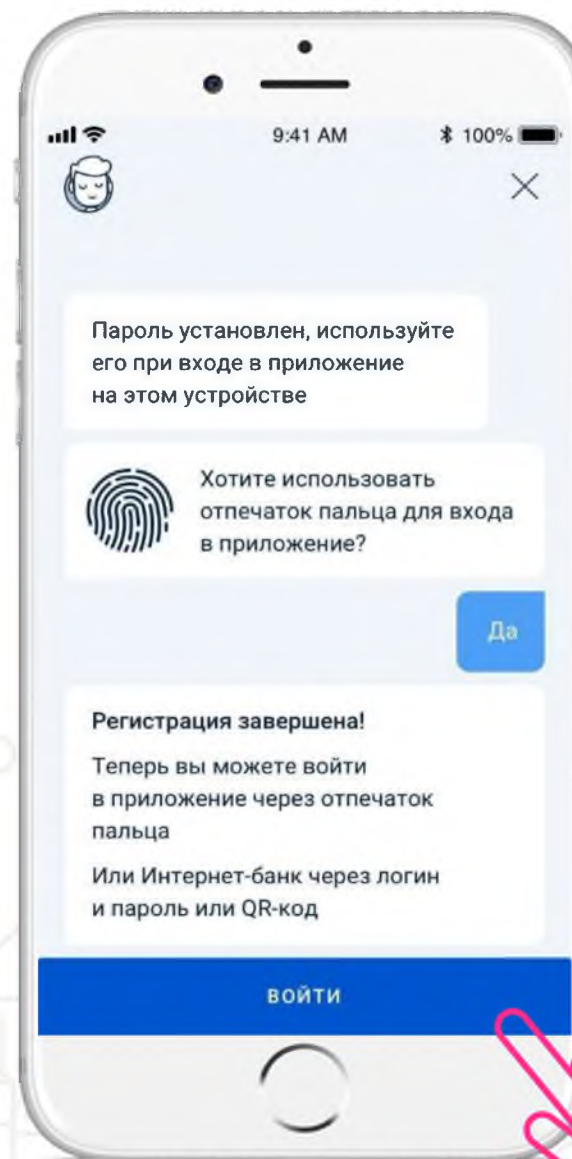 9:41 AM
100%
Пароль установлен, используйте
его при входе в приложение
на этом устройстве
Хотите использовать
отпечаток пальца для входа
в приложение?
Да
Регистрация завершена!
Теперь вы можете войти
в приложение через отпечаток
пальца
Или Интернет-банк через логин
и пароль или QR-код
ВОЙТИ